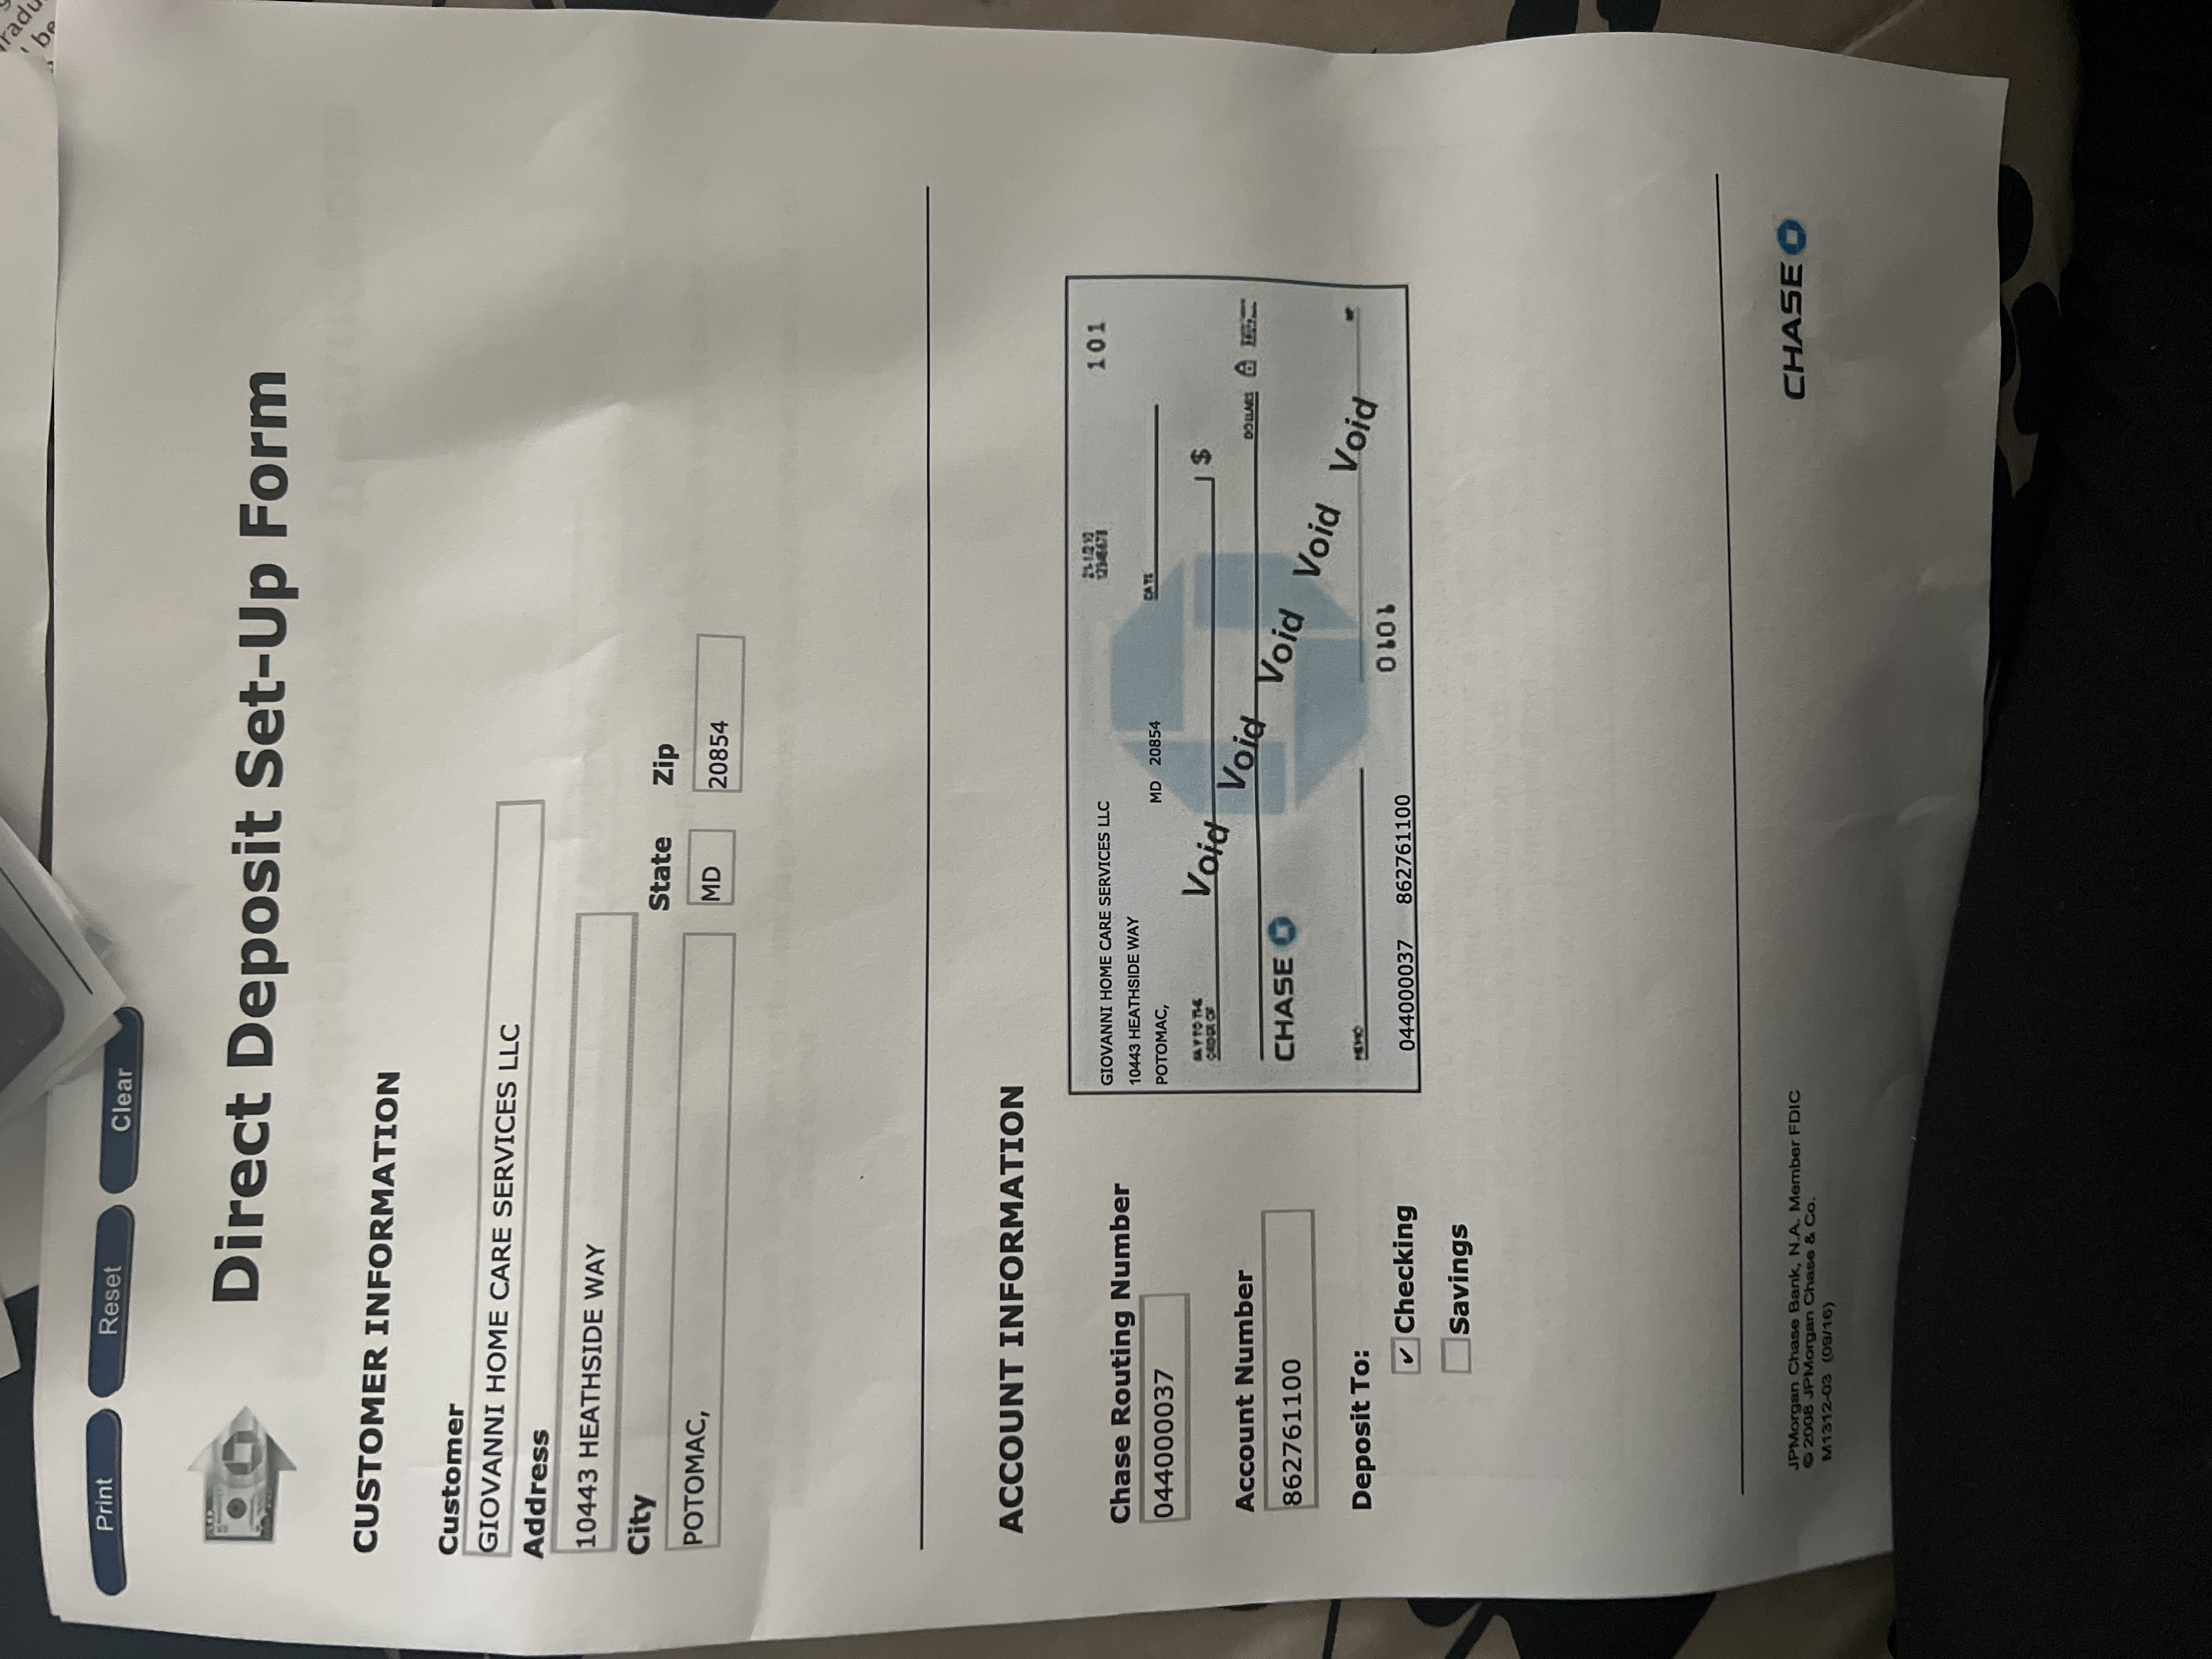 Print Reset Clear
Direct Deposit Set-Up Form
CUSTOMER INFORMATION
Customer
GIOVANNI HOME CARE SERVICES LLC
Address
10443 HEATHSIDE WAY
City State Zip
POTOMAC, MD 20854
ACCOUNT INFORMATION
Chase Routing Number
044000037
Account Number
862761100
Deposit To:
✔ Checking
Savings
GIOVANNI HOME CARE SERVICES LLC
101
10443 HEATHSIDE WAY
POTOMAC, MD 20854
DATE
PAY TO THE
ORDER OF
$
Void Void Void Void Void
DOLLARS
CHASE
MEMO
044000037 862761100
1010
JPMorgan Chase Bank, N.A. Member FDIC
© 2008 JPMorgan Chase & Co.
M1312-03 (09/16)
CHASE